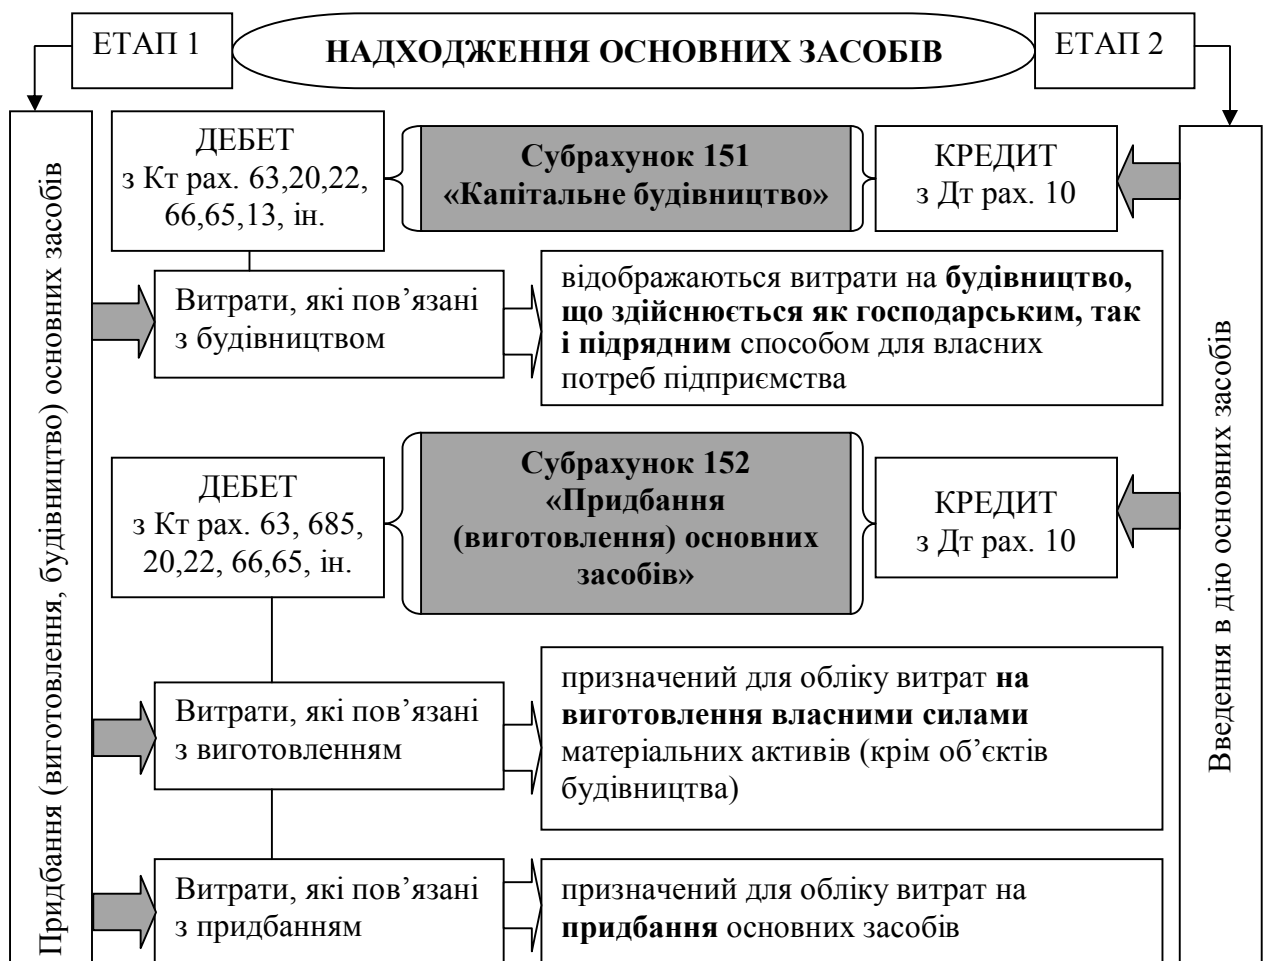 ЕТАП 1
НАДХОДЖЕННЯ ОСНОВНИХ ЗАСОБІВ
ЕТАП 2
Придбання (виготовлення, будівництво) основних засобів
ДЕБЕТ
з Кт рах. 63,20,22,
66,65,13, ін.
Субрахунок 151
«Капітальне будівництво»
КРЕДИТ
з Дт рах. 10
Витрати, які пов’язані
з будівництвом
відображаються витрати на будівництво,
що здійснюється як господарським, так
і підрядним способом для власних
потреб підприємства
ДЕБЕТ
з Кт рах. 63, 685,
20,22, 66,65, ін.
Субрахунок 152
«Придбання
(виготовлення) основних
засобів»
КРЕДИТ
з Дт рах. 10
Витрати, які пов’язані
з виготовленням
призначений для обліку витрат на
виготовлення власними силами
матеріальних активів (крім об’єктів
будівництва)
Витрати, які пов’язані
з придбанням
призначений для обліку витрат на
придбання основних засобів
Введення в дію основних засобів